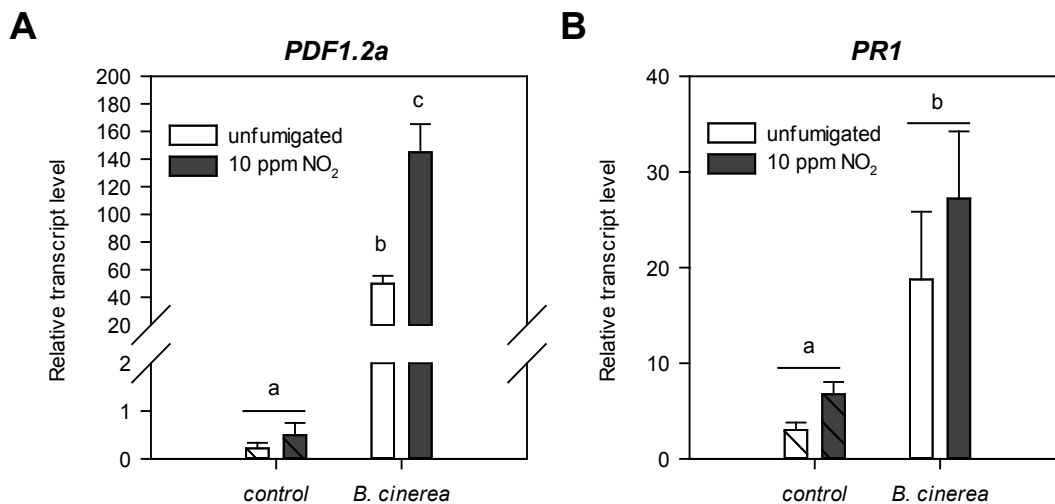 A
PDF1.2a
Relative transcript level
200
180
160
140
120
100
80
60
40
20
2
1
0
unfumigated
10 ppm NO₂
a
b
c
control
B. cinerea
B
PR1
Relative transcript level
40
30
20
10
0
unfumigated
10 ppm NO₂
a
b
control
B. cinerea